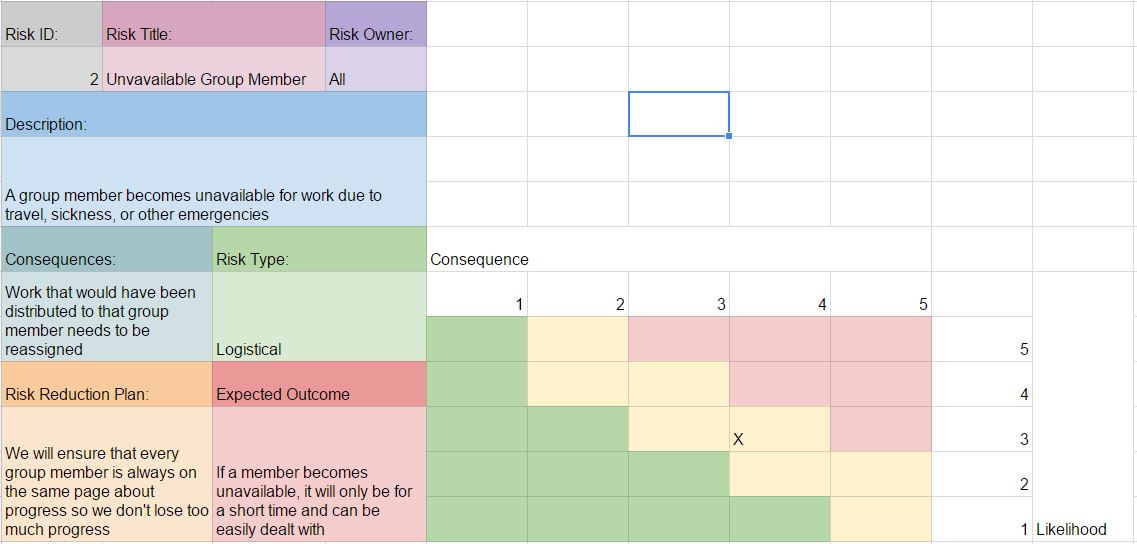 Risk ID: Risk Title: Risk Owner:
2 Unvavailable Group Member All
Description:
A group member becomes unavailable for work due to
travel, sickness, or other emergencies
Consequences: Risk Type: Consequence
Work that would have been
distributed to that group
member needs to be
reassigned
Logistical
1 2 3 4 5
5
Risk Reduction Plan: Expected Outcome 4
We will ensure that every
group member is always on
the same page about
progress so we don't lose too
much progress
If a member becomes
unavailable, it will only be for
a short time and can be
easily dealt with
X 3
2
1 Likelihood